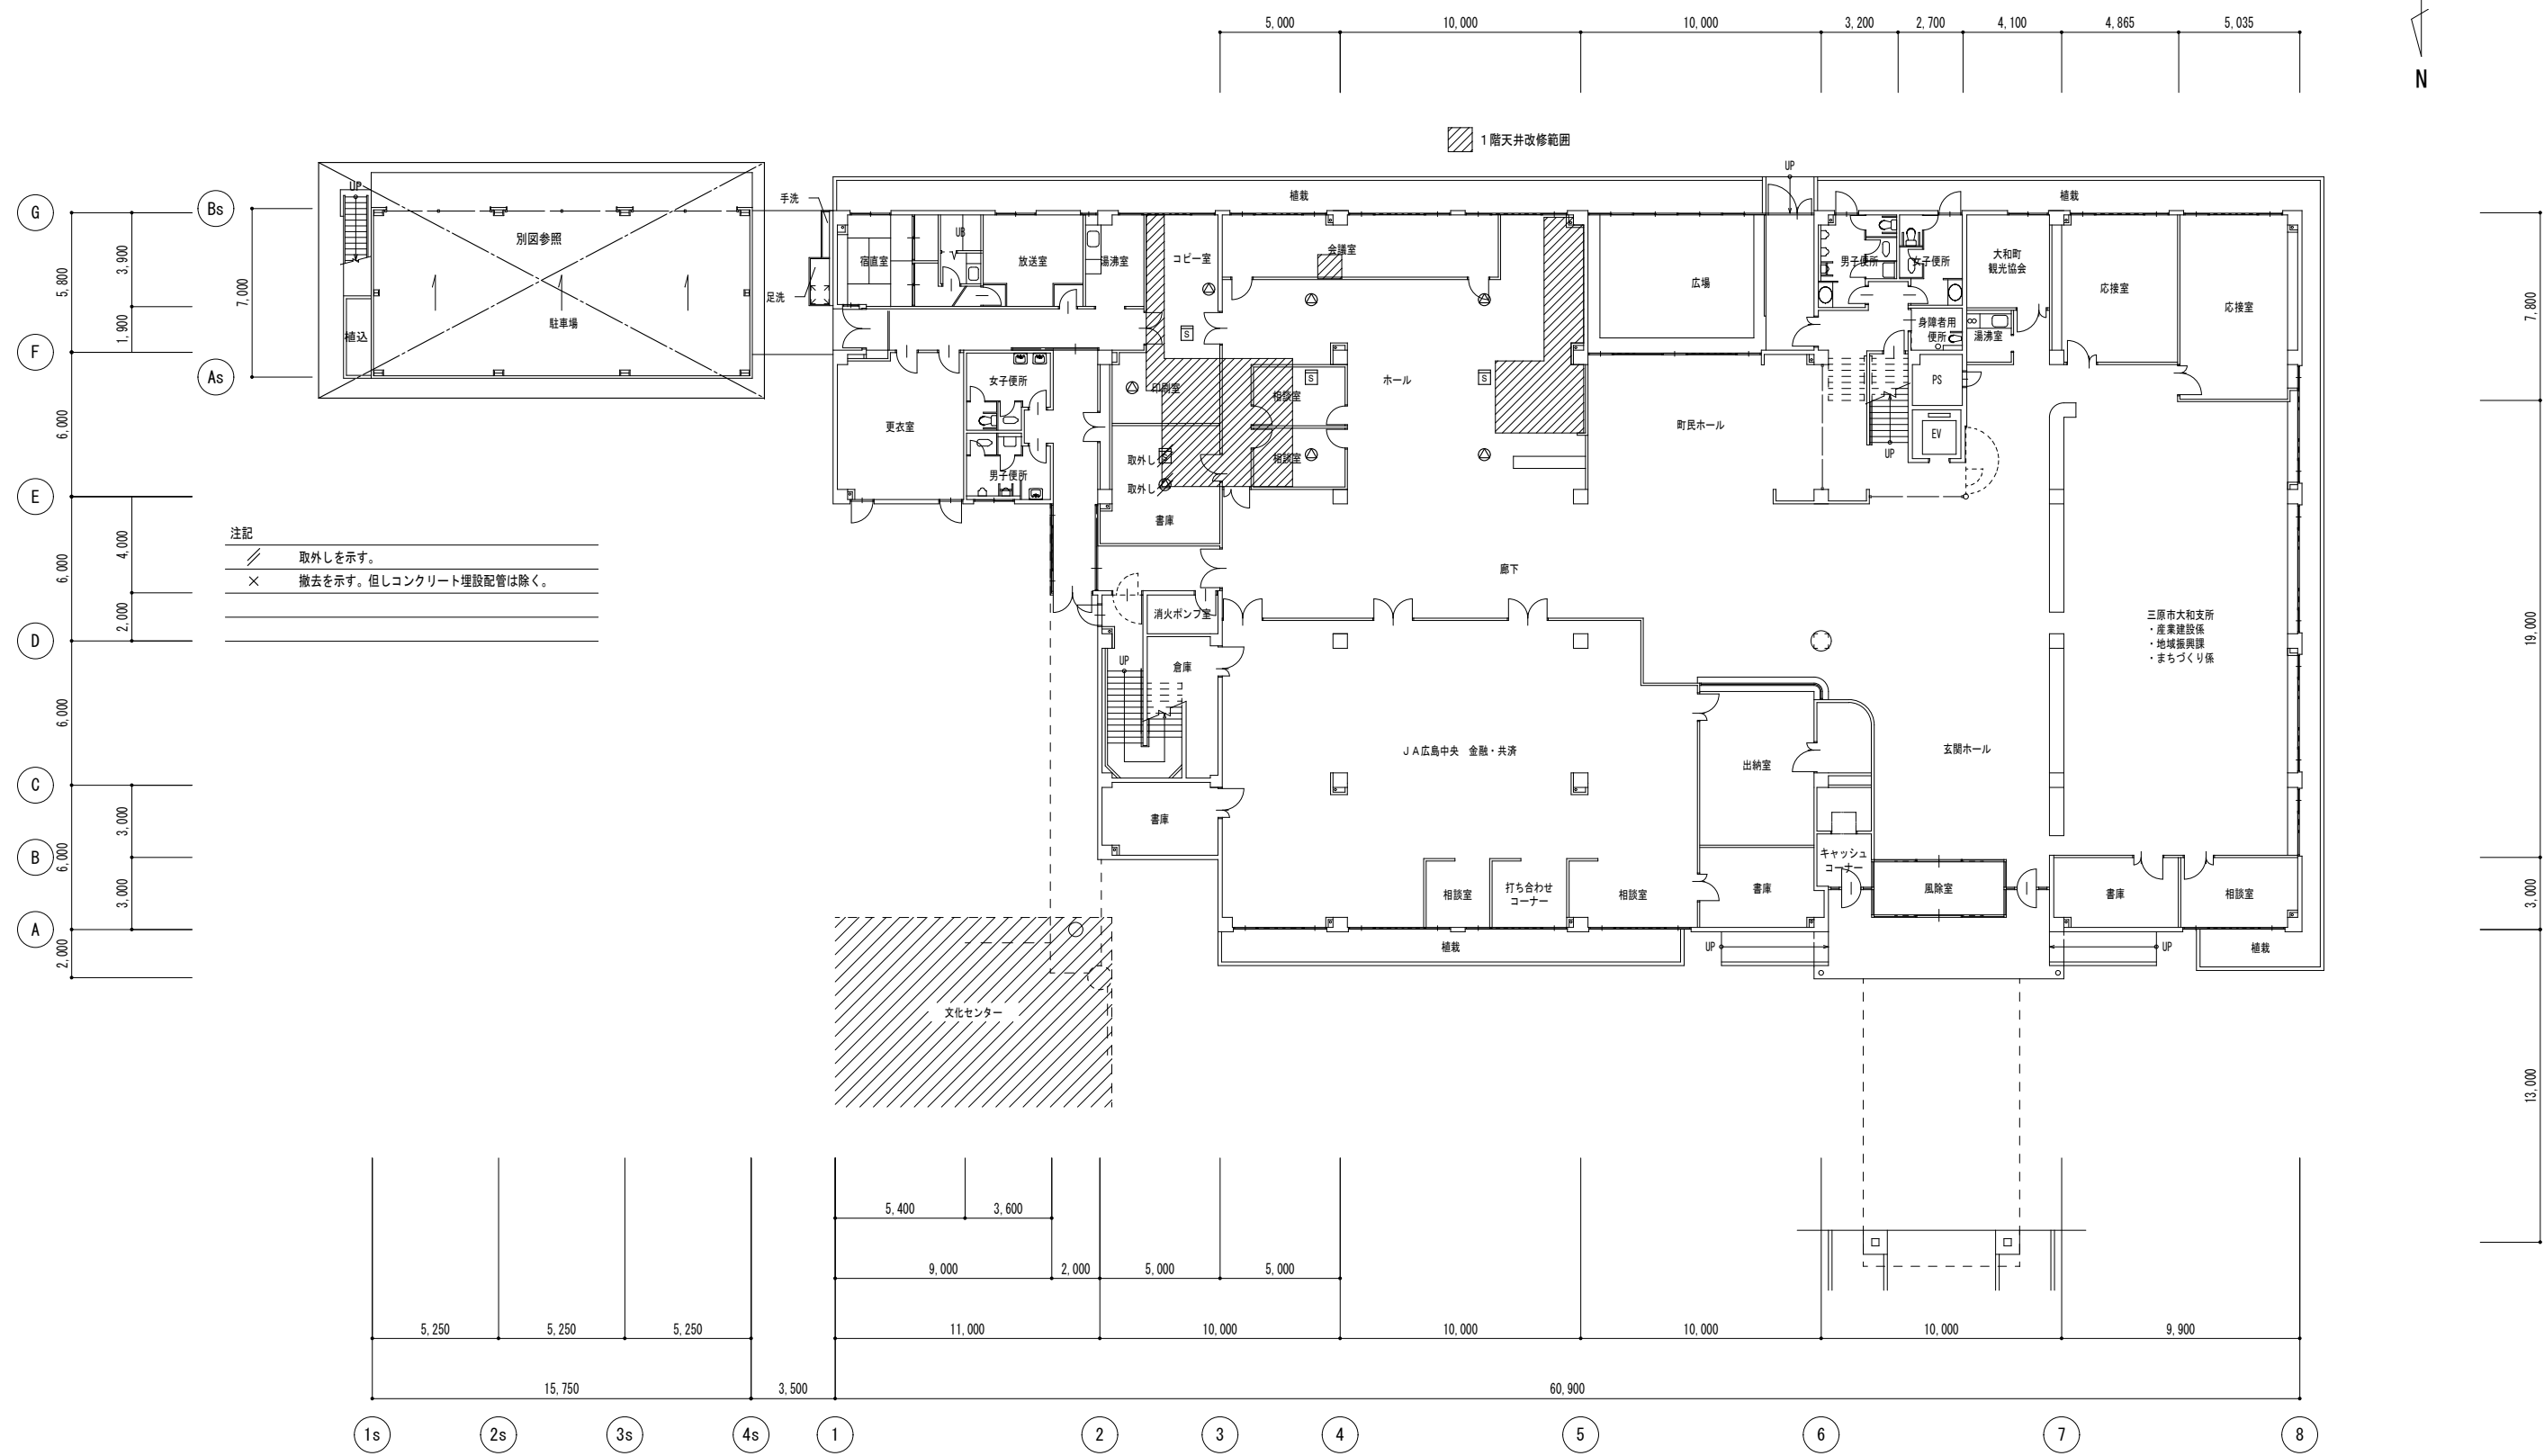 5,000
10,000
10,000
3,200
2,700
4,100
4,865
5,035
N
1階天井改修範囲
UP
植栽
植栽
手洗
足洗
G
F
E
D
C
B
A
Bs
As
5,800
6,000
6,000
6,000
6,000
2,000
3,900
1,900
4,000
2,000
3,000
3,000
7,000
UP
別図参照
駐車場
植込
宿直室
UB
放送室
湯沸室
コピー室
S
会議室
広場
男子便所
女子便所
大和町
観光協会
応接室
応接室
身障者用
便所
湯沸室
PS
EV
UP
更衣室
女子便所
男子便所
印刷室
取外し
S
取外し
書庫
相談室
相談室
S
ホール
S
町民ホール
注記
取外しを示す。
× 撤去を示す。但しコンクリート埋設配管は除く。
廊下
消火ポンプ室
UP
倉庫
書庫
三原市大和支所
・産業建設係
・地域振興課
・まちづくり係
JA広島中央 金融・共済
出納室
玄関ホール
キャッシュ
コーナー
風除室
書庫
相談室
相談室
打ち合わせ
コーナー
相談室
書庫
植栽
UP
UP
植栽
文化センター
7,800
19,000
3,000
13,000
5,400
3,600
9,000
2,000
5,000
5,000
5,250
5,250
5,250
11,000
10,000
10,000
10,000
10,000
9,900
15,750
3,500
60,900
1s
2s
3s
4s
1
2
3
4
5
6
7
8